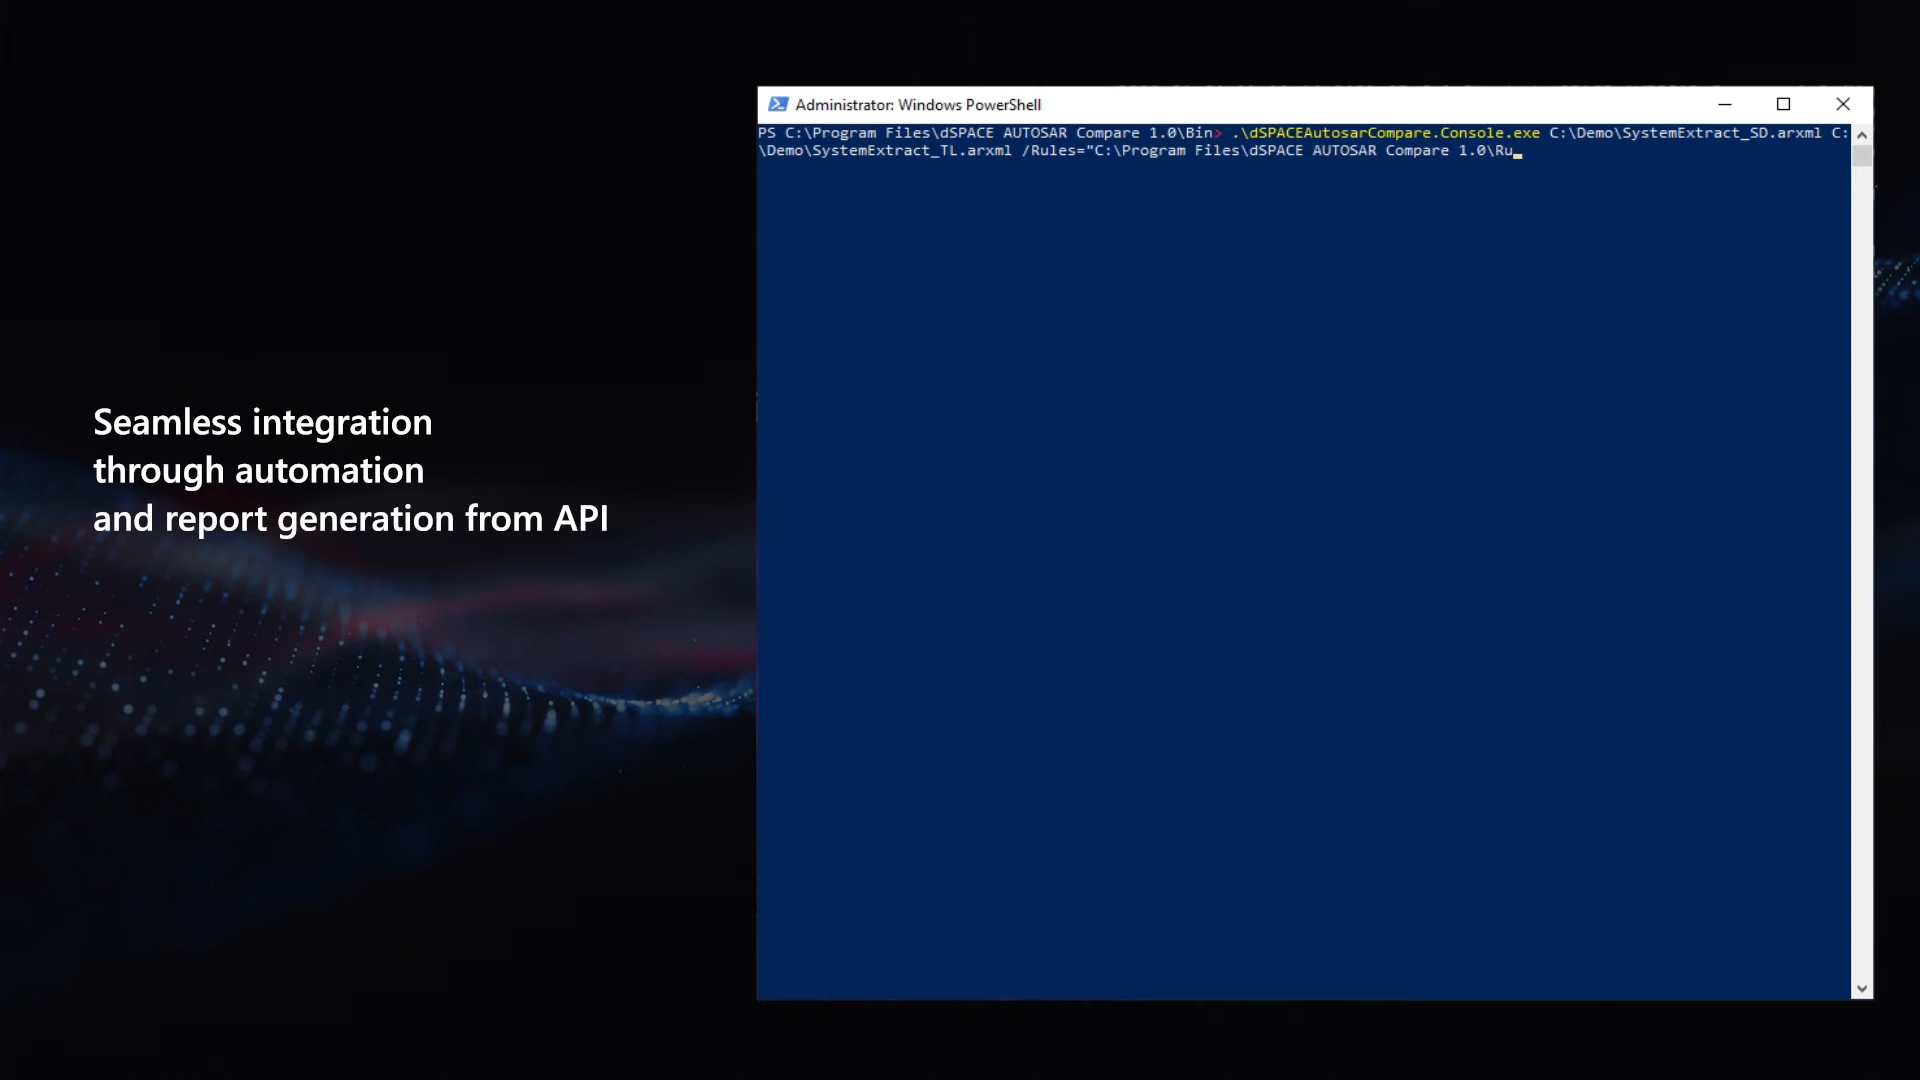 Seamless integration
through automation
and report generation from API
Administrator: Windows PowerShell
PS C:\Program Files\dSPACE AUTOSAR Compare 1.0\Bin> .\dSPACEAutosarCompare.Console.exe C:\Demo\SystemExtract_SD.arxml C:
\Demo\SystemExtract_TL.arxml /Rules="C:\Program Files\dSPACE AUTOSAR Compare 1.0\Ru